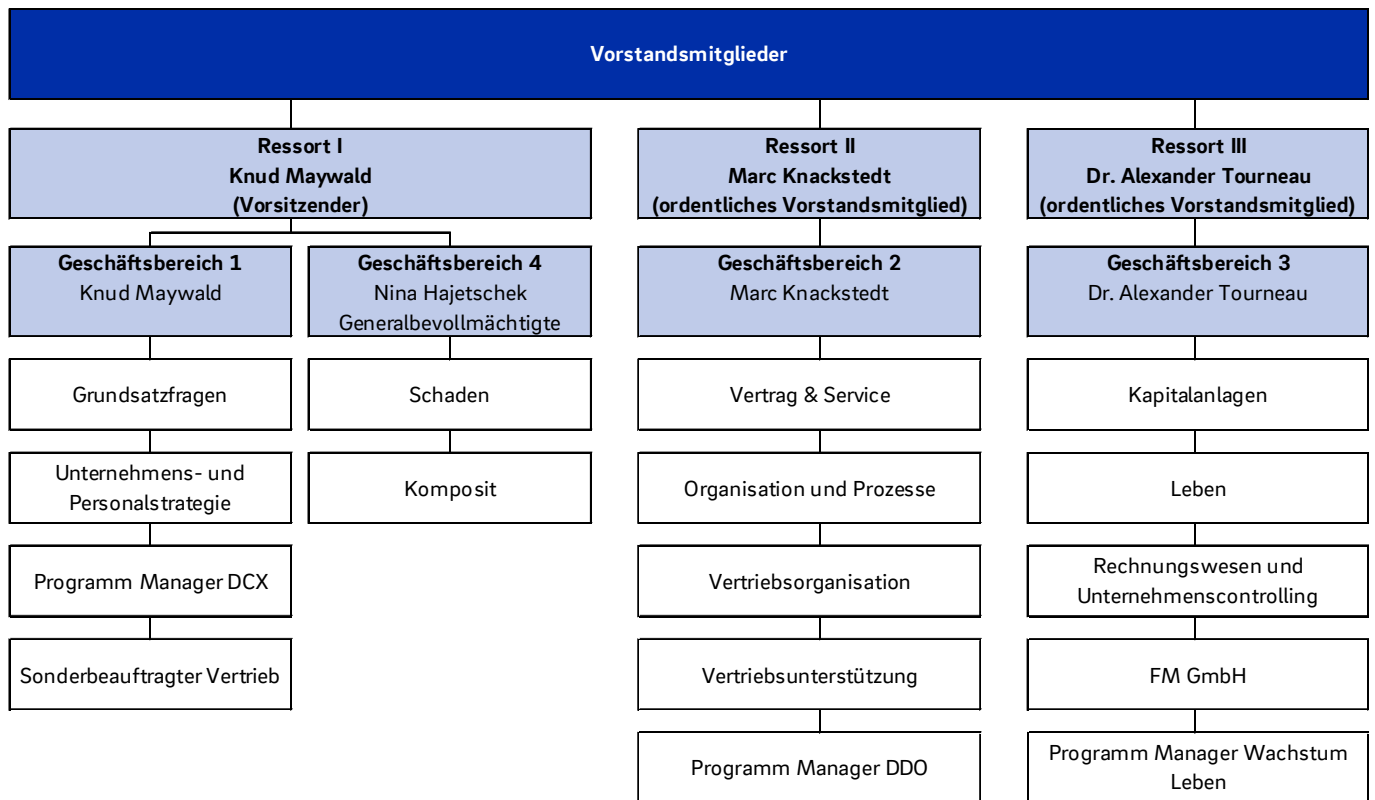 Vorstandsmitglieder
Ressort I
Knud Maywald
(Vorsitzender)
Ressort II
Marc Knackstedt
(ordentliches Vorstandsmitglied)
Ressort III
Dr. Alexander Tourneau
(ordentliches Vorstandsmitglied)
Geschäftsbereich 1
Knud Maywald
Geschäftsbereich 4
Nina Hajetschek
Generalbevollmächtigte
Geschäftsbereich 2
Marc Knackstedt
Geschäftsbereich 3
Dr. Alexander Tourneau
Grundsatzfragen
Schaden
Vertrag & Service
Kapitalanlagen
Unternehmens- und
Personalstrategie
Komposit
Organisation und Prozesse
Leben
Programm Manager DCX
Vertriebsorganisation
Rechnungswesen und
Unternehmenscontrolling
Sonderbeauftragter Vertrieb
Vertriebsunterstützung
FM GmbH
Programm Manager DDO
Programm Manager Wachstum
Leben